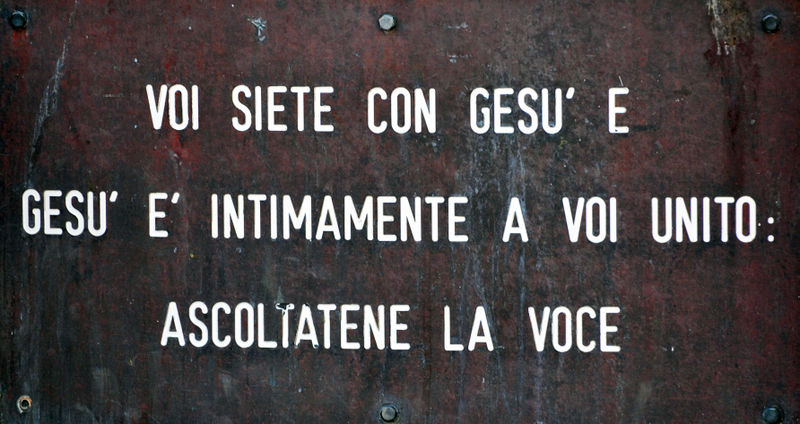 VOI SIETE CON GESU' E
GESU' E' INTIMAMENTE A VOI UNITO:
ASCOLTATENE LA VOCE